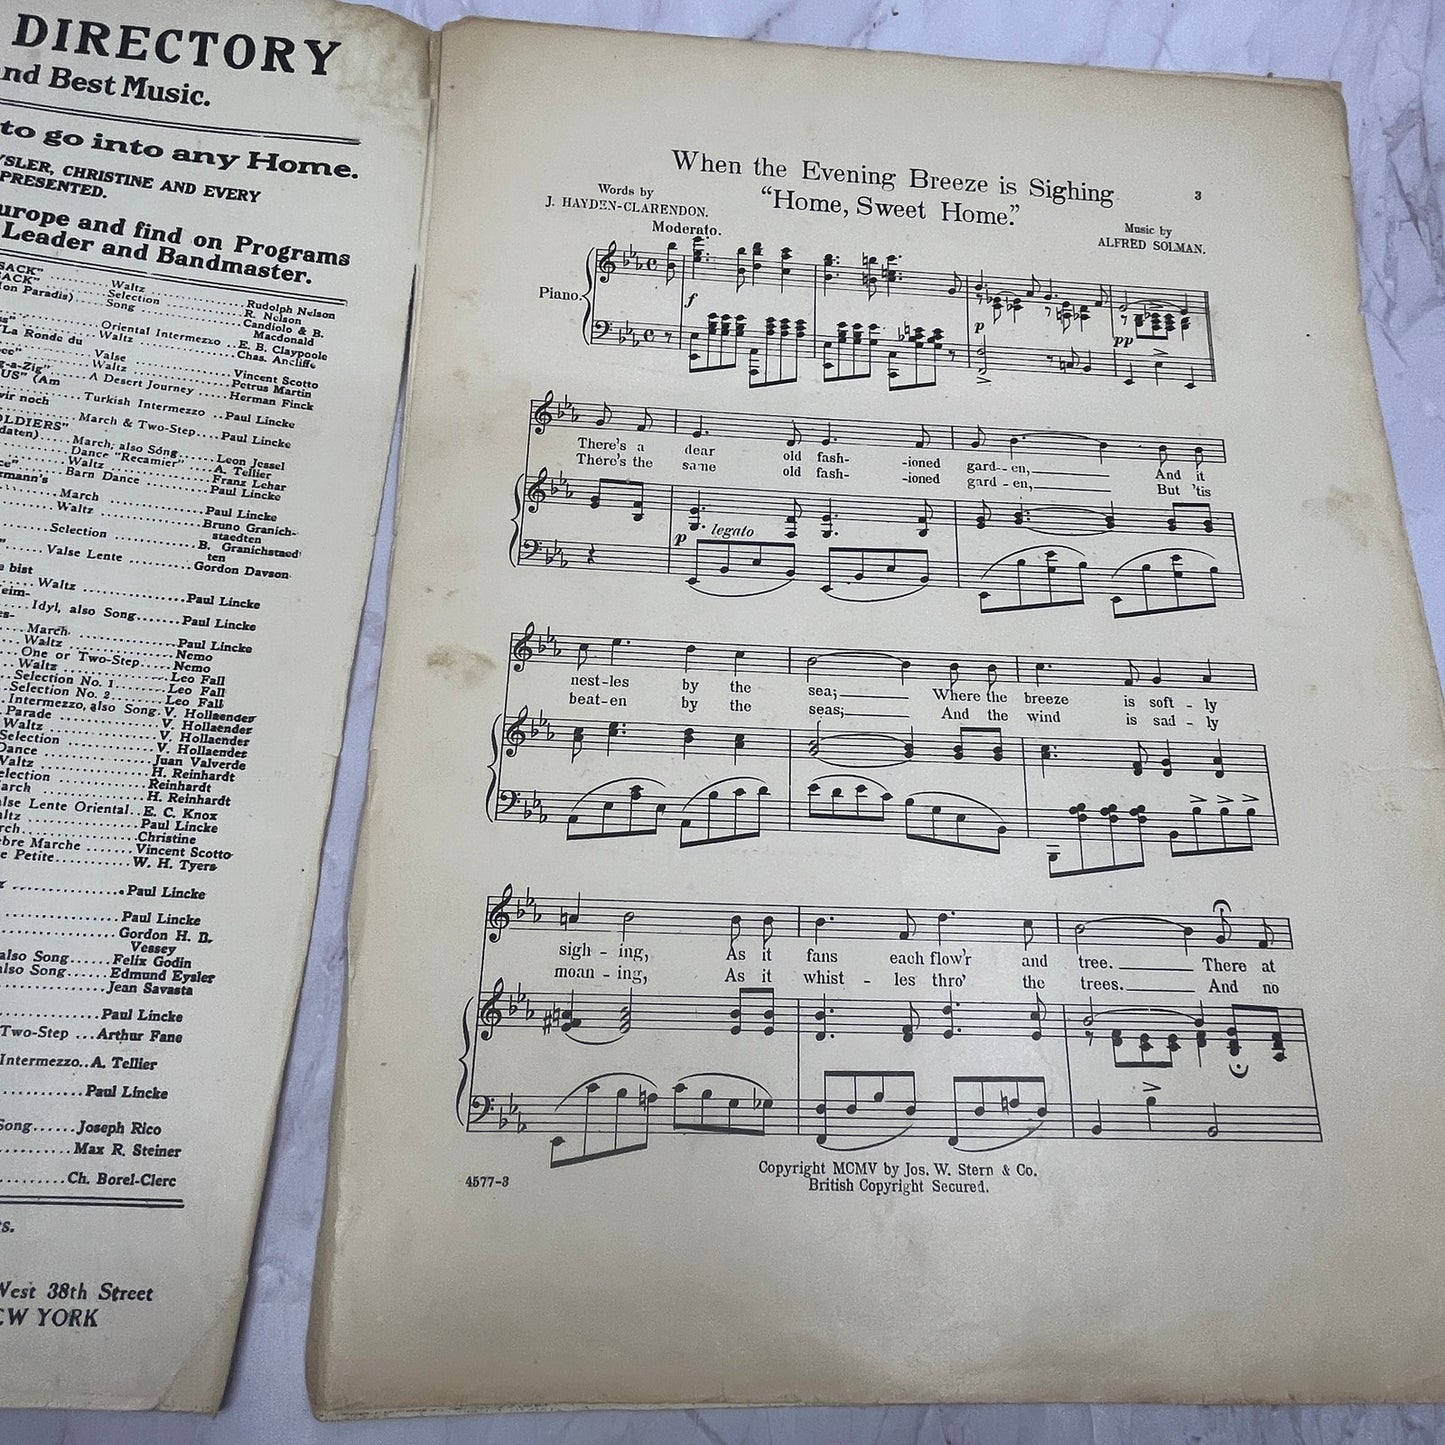 DIRECTORY
and Best Music.
to go into any Home.
CHRISTINE AND EVERY
PRESENTED.
and find on Programs
Leader and Bandmaster.
Waltz Rudolph Nelson
Selection R. Nelson
Song Candiolo & B.
Macdonald
Oriental Intermezzo E. B. Claypoole
Waltz Chas. Ancliffe
"La Ronde du
Valse Vincent Scotto
Waltz Petrus Martin
A Desert Journey Herman Finck
Turkish Intermezzo Paul Lincke
March & Two-Step Paul Lincke
March, also Song Leon Jessel
Dance "Recamier" A. Tellier
Waltz Franz Lehar
Barn Dance Paul Lincke
March Paul Lincke
Waltz Bruno Granich-
staedten
Selection B. Granichstaed
ten
Valse Lente Gordon Davson
bist
Waltz Paul Lincke
Idyl, also Song Paul Lincke
March Paul Lincke
Waltz Nemo
One or Two-Step Nemo
Waltz Leo Fall
Selection No. 1 Leo Fall
Selection No. 2 Leo Fall
Intermezzo, also Song. V. Hollaender
Parade V. Hollaender
Waltz V. Hollaender
Selection V. Hollaender
Dance Juan Valverde
Waltz H. Reinhardt
Selection Reinhardt
March H. Reinhardt
Valse Lente Oriental E. C. Knox
Waltz Paul Lincke
March Christine
Marche Vincent Scotto
Petite W. H. Tyers
Paul Lincke
Paul Lincke
Gordon H. B.
Vessey
also Song Felix Godin
also Song Edmund Eysler
Jean Savasta
Paul Lincke
Two-Step Arthur Fane
Intermezzo A. Tellier
Paul Lincke
Song Joseph Rico
Max R. Steiner
Ch. Borel-Clerc
West 38th Street
NEW YORK
3
When the Evening Breeze is Sighing
"Home, Sweet Home."
Words by
J. HAYDEN-CLARENDON.
Music by
ALFRED SOLMAN.
Moderato.
Piano.
f
p
pp
There's a dear old fash- -ioned gard-en, And it
There's the same old fash- -ioned gard-en, But 'tis
p legato
nest-les by the sea; Where the breeze is soft - ly
beat-en by the seas; And the wind is sad - ly
sigh - ing, As it fans each flow'r and tree. There at
moan - ing, As it whist - les thro' the trees. And no
Copyright MCMV by Jos. W. Stern & Co.
British Copyright Secured.
4577-3